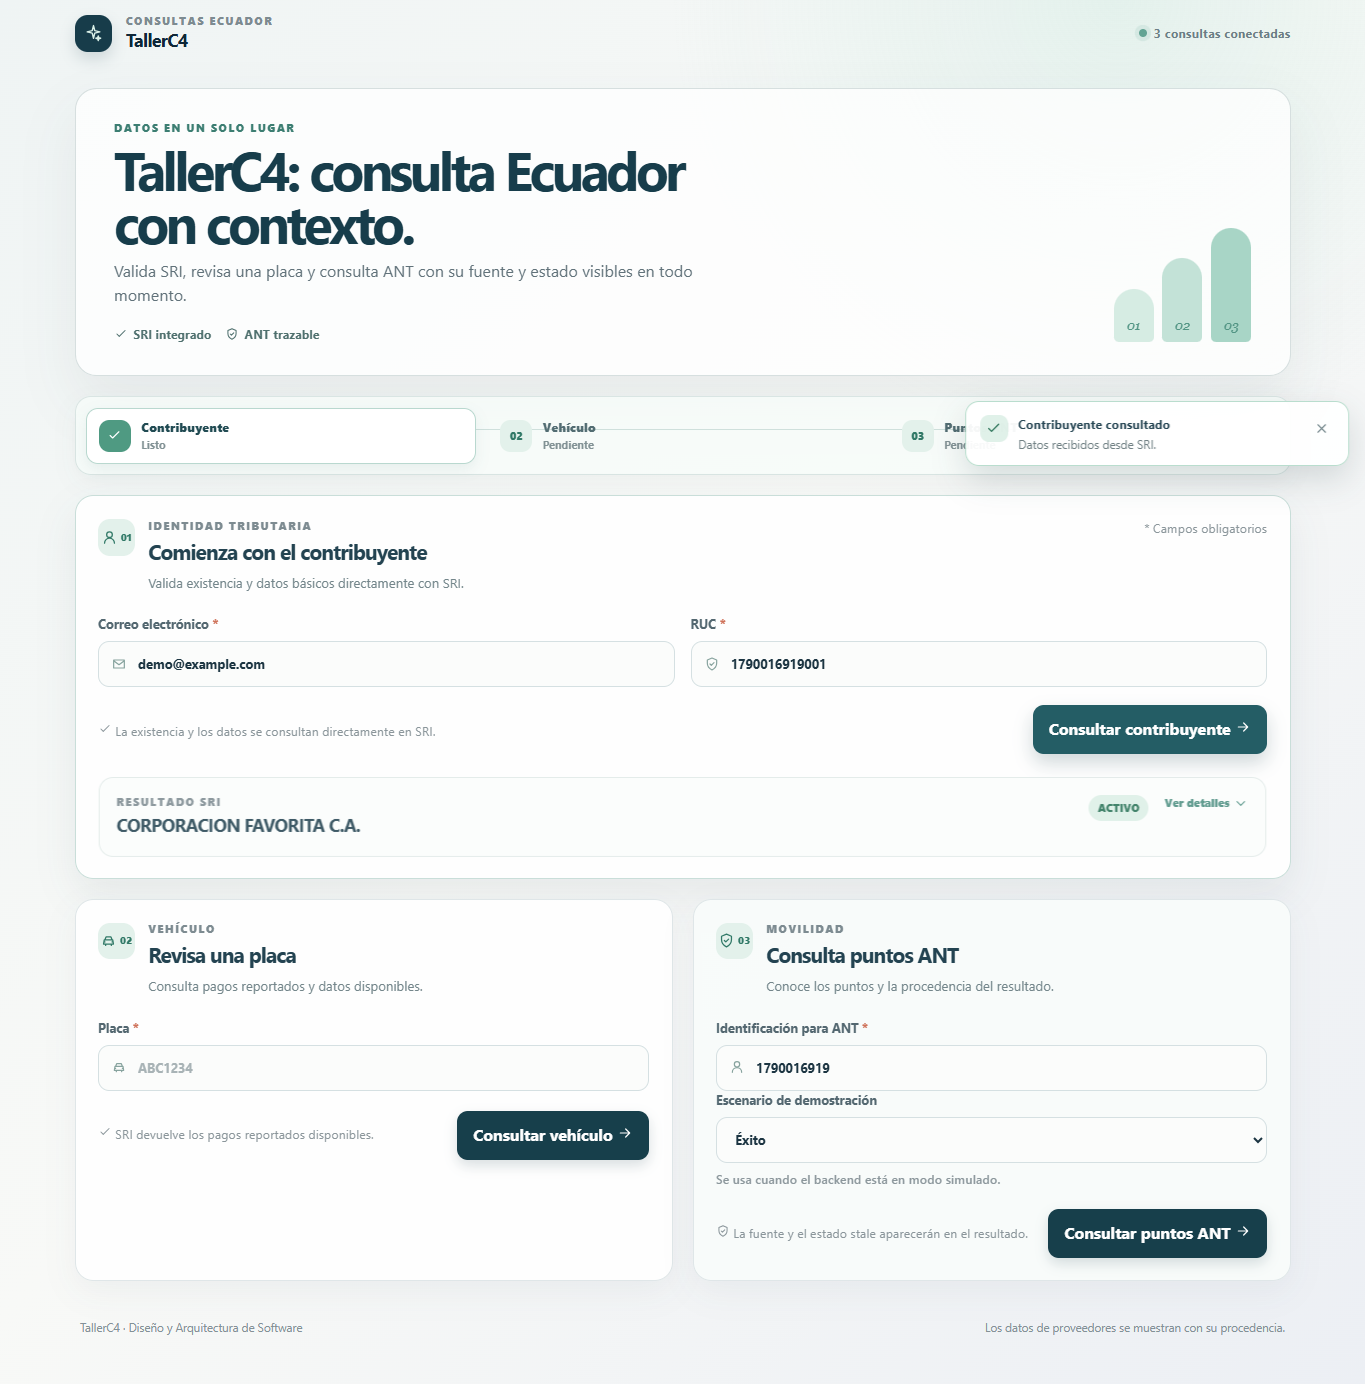 CONSULTAS ECUADOR
TallerC4
3 consultas conectadas
DATOS EN UN SOLO LUGAR
TallerC4: consulta Ecuador
con contexto.
Valida SRI, revisa una placa y consulta ANT con su fuente y estado visibles en todo
momento.
SRI integrado
ANT trazable
01
02
03
Contribuyente
Listo
02
Vehículo
Pendiente
03
Contribuyente consultado
Datos recibidos desde SRI.
01
IDENTIDAD TRIBUTARIA
Comienza con el contribuyente
Valida existencia y datos básicos directamente con SRI.
* Campos obligatorios
Correo electrónico *
demo@example.com
RUC *
1790016919001
La existencia y los datos se consultan directamente en SRI.
Consultar contribuyente
RESULTADO SRI
CORPORACION FAVORITA C.A.
ACTIVO
Ver detalles
02
VEHÍCULO
Revisa una placa
Consulta pagos reportados y datos disponibles.
Placa *
ABC1234
SRI devuelve los pagos reportados disponibles.
Consultar vehículo
03
MOVILIDAD
Consulta puntos ANT
Conoce los puntos y la procedencia del resultado.
Identificación para ANT *
1790016919
Escenario de demostración
Éxito
Se usa cuando el backend está en modo simulado.
La fuente y el estado stale aparecerán en el resultado.
Consultar puntos ANT
TallerC4 · Diseño y Arquitectura de Software
Los datos de proveedores se muestran con su procedencia.